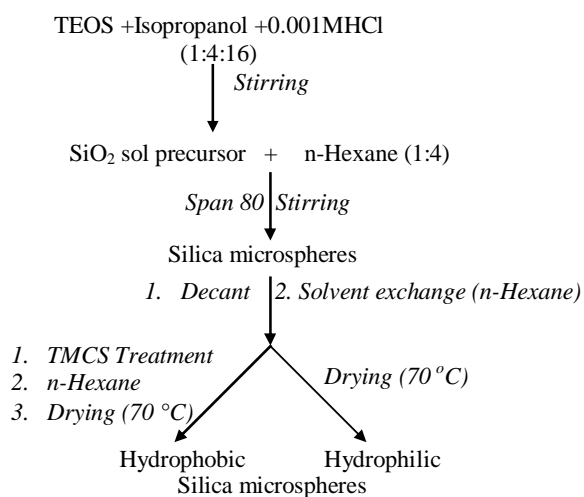 TEOS +Isopropanol +0.001MHCl
(1:4:16)
Stirring
SiO₂ sol precursor + n-Hexane (1:4)
Span 80 Stirring
Silica microspheres
1. Decant 2. Solvent exchange (n-Hexane)
1. TMCS Treatment
2. n-Hexane
3. Drying (70 °C)
Drying (70 °C)
Hydrophobic Hydrophilic
Silica microspheres